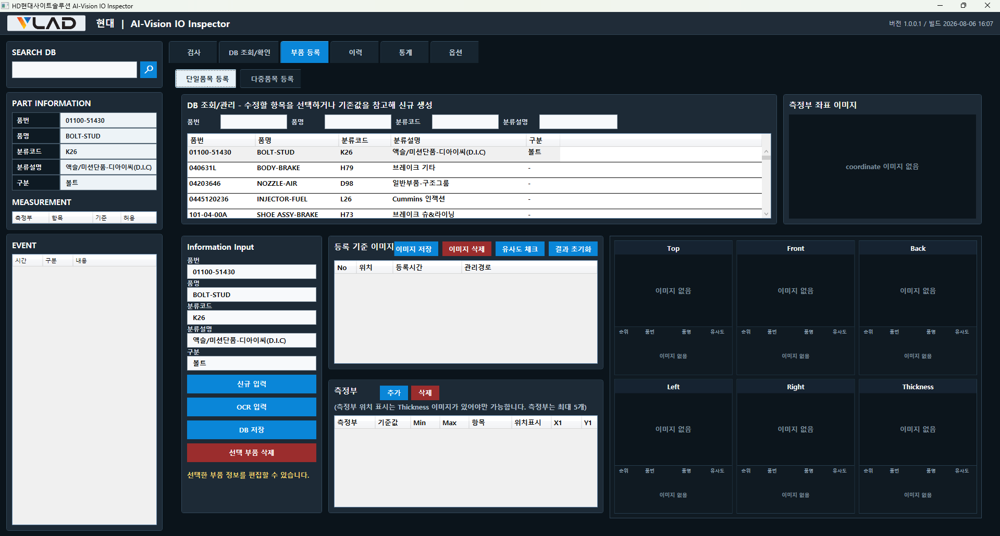 HD현대사이트솔루션 AI-Vision IO Inspector
VLAD 현대 | AI-Vision IO Inspector
버전 1.0.0.1 / 빌드 2026-08-06 16:07
SEARCH DB
PART INFORMATION
품번 01100-51430
품명 BOLT-STUD
분류코드 K26
분류설명 액슬/미션단품-디아이씨(D.I.C)
구분 볼트
MEASUREMENT
측정부 항목 기준 허용
EVENT
시간 구분 내용
검사 DB 조회/확인 부품 등록 이력 통계 옵션
단일품목 등록 다중품목 등록
DB 조회/관리 - 수정할 항목을 선택하거나 기존값을 참고해 신규 생성
품번 품명 분류코드 분류설명
품번 품명 분류코드 분류설명 구분
01100-51430 BOLT-STUD K26 액슬/미션단품-디아이씨(D.I.C) 볼트
040631L BODY-BRAKE H79 브레이크 기타 -
04203646 NOZZLE-AIR D98 일반부품-구조그룹 -
0445120236 INJECTOR-FUEL L26 Cummins 인젝션 -
101-04-00A SHOE ASSY-BRAKE H73 브레이크 슈&라이닝 -
측정부 좌표 이미지
coordinate 이미지 없음
Information Input
품번
01100-51430
품명
BOLT-STUD
분류코드
K26
분류설명
액슬/미션단품-디아이씨(D.I.C)
구분
볼트
신규 입력
OCR 입력
DB 저장
선택 부품 삭제
선택한 부품 정보를 편집할 수 있습니다.
등록 기준 이미지 이미지 저장 이미지 삭제 유사도 체크 결과 초기화
No 위치 등록시간 관리경로
측정부 추가 삭제
(측정부 위치 표시는 Thickness 이미지가 있어야만 가능합니다. 측정부는 최대 5개)
측정부 기준값 Min Max 항목 위치표시 X1 Y1
Top Front Back
이미지 없음 이미지 없음 이미지 없음
순위 품번 품명 유사도 순위 품번 품명 유사도 순위 품번 품명 유사도
이미지 없음 이미지 없음 이미지 없음
Left Right Thickness
이미지 없음 이미지 없음 이미지 없음
순위 품번 품명 유사도 순위 품번 품명 유사도 순위 품번 품명 유사도
이미지 없음 이미지 없음 이미지 없음